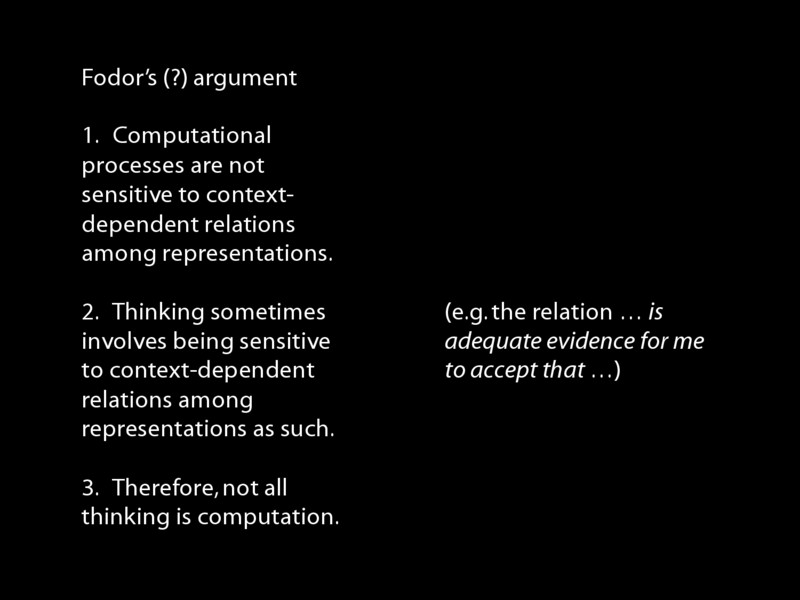 Fodor's (?) argument
1. Computational
processes are not
sensitive to context-
dependent relations
among representations.
2. Thinking sometimes
involves being sensitive
to context-dependent
relations among
representations as such.
(e.g. the relation … is
adequate evidence for me
to accept that …)
3. Therefore, not all
thinking is computation.